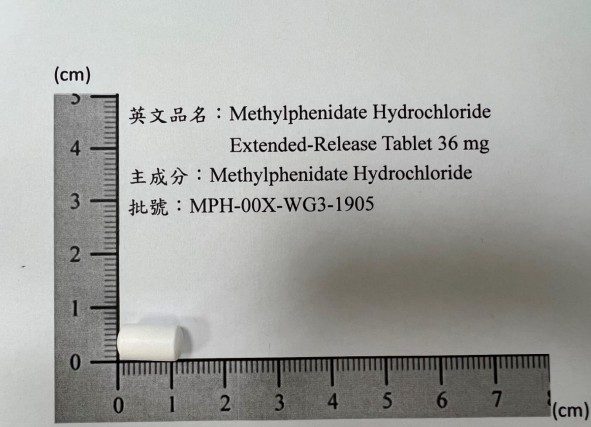 (cm)
5
英文品名：Methylphenidate Hydrochloride
Extended-Release Tablet 36 mg
4
主成分：Methylphenidate Hydrochloride
3
批號：MPH-00X-WG3-1905
2
1
0
0 1 2 3 4 5 6 7
(cm)